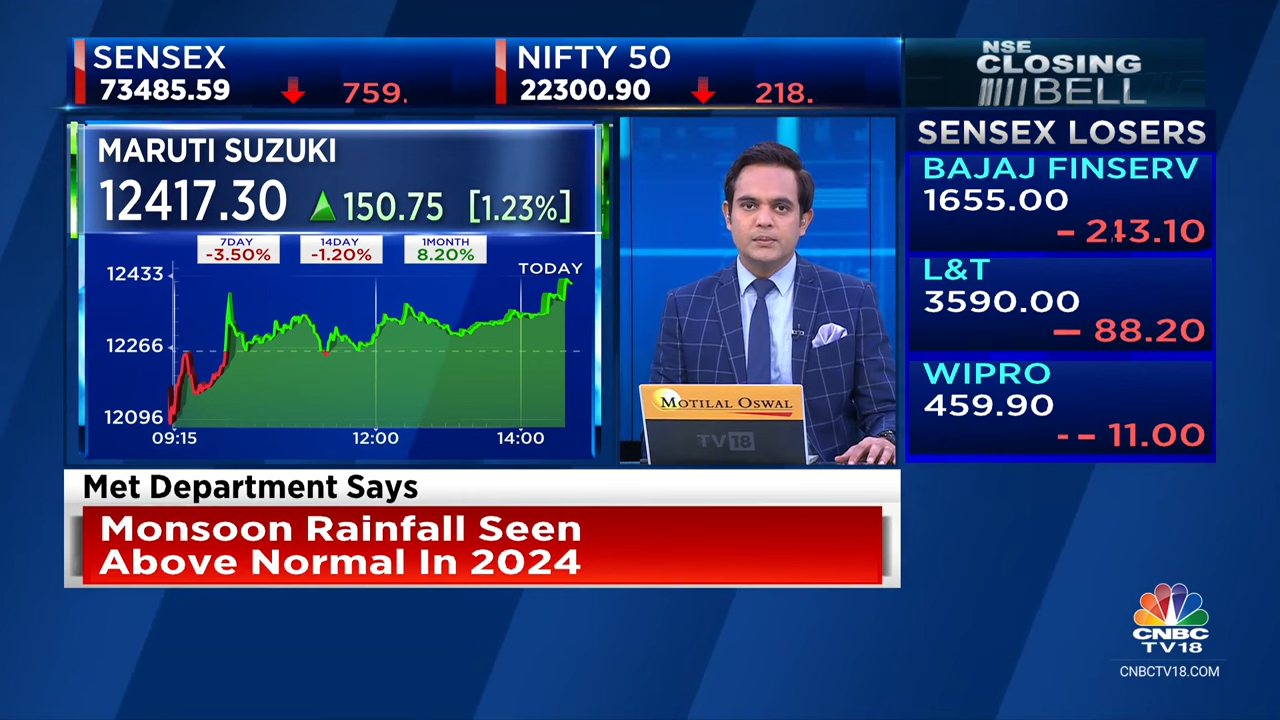 SENSEX
73485.59 759.
NIFTY 50
22300.90 218.
NSE
CLOSING
BELL
MARUTI SUZUKI
12417.30 150.75 [1.23%]
7DAY
-3.50%
14DAY
-1.20%
1MONTH
8.20%
TODAY
12433
12266
12096
09:15 12:00 14:00
MOTILAL OSWAL
TV18
SENSEX LOSERS
BAJAJ FINSERV
1655.00
L&T
3590.00
- 88.20
WIPRO
459.90
- - 11.00
Met Department Says
Monsoon Rainfall Seen
Above Normal In 2024
CNBC
TV18
CNBCTV18.COM